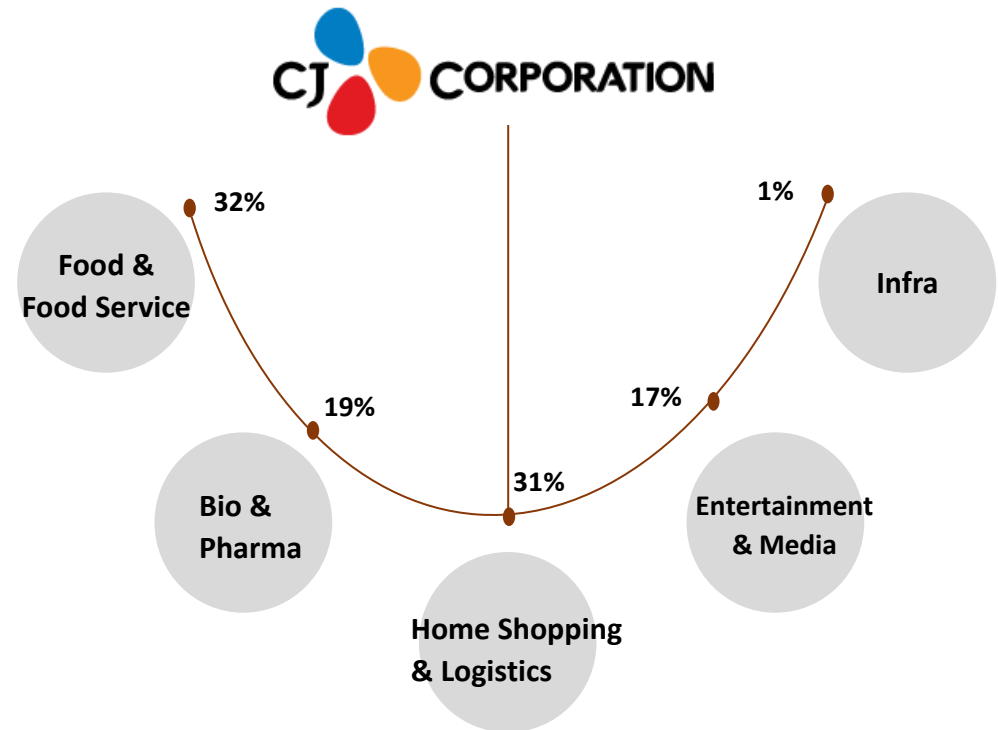 CJ CORPORATION
32%
1%
Food &
Food Service
Infra
19%
17%
Bio &
Pharma
31%
Entertainment
& Media
Home Shopping
& Logistics